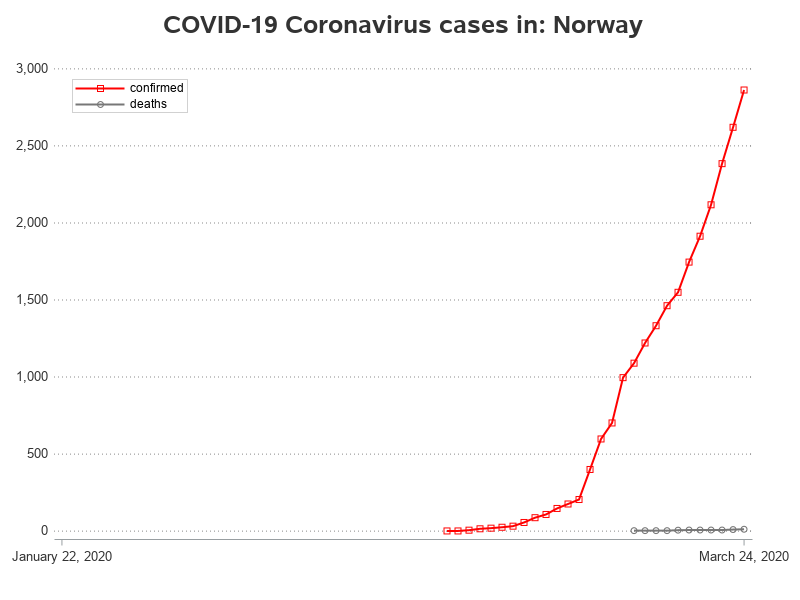 COVID-19 Coronavirus cases in: Norway
3,000
confirmed
deaths
2,500
2,000
1,500
1,000
500
0
January 22, 2020
March 24, 2020